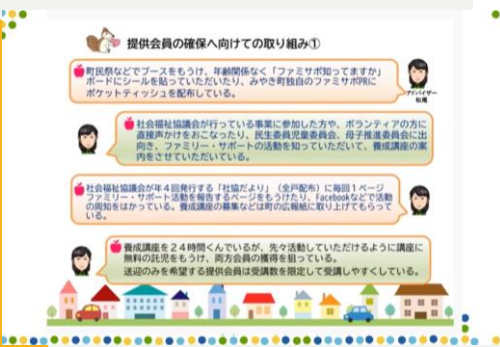 提供会員の確保へ向けての取り組み①
町民祭などでブースをもうけ、年齢関係なく「ファミサポ知ってますか」
ボードにシールを貼っていただいたり、みやき町独自のファミサポPRに
ポケットティッシュを配布している。
アドバイザー
社会福祉協議会が行っている事業に参加した方や、ボランティアの方に
直接声かけをおこなったり、民生委員児童委員会、母子推進委員会に出
向き、ファミリー・サポートの活動を知っていただいて、養成講座の案
内をさせていただいている。
社会福祉協議会が年４回発行する「社協だより」（全戸配布）に毎回１ページ
ファミリー・サポート活動を報告するページをもうけたり、Facebookなどで活動
の周知をはかっている。養成講座の募集などは町の広報紙に取り上げてもらって
いる。
養成講座を２４時間くんでいるが、先々活動していただけるように講座に
無料の託児をもうけ、両方会員の獲得を狙っている。
送迎のみを希望する提供会員は受講数を限定して受講しやすくしている。